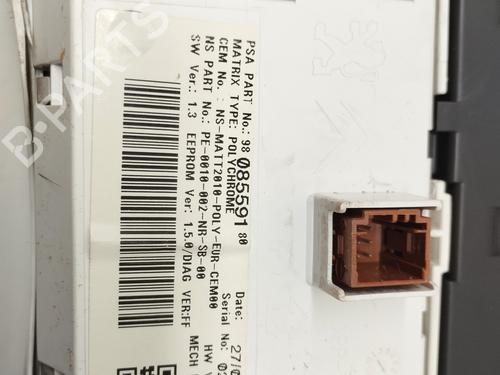 PSA PART No.: 98 085591 80
MATRIX TYPE: POLYCHROME
CEM No.: NS-MATT2010-POLY-EUR-CEM00
NS PART No.: PE-0010-002-NR-SB-00
SW Ver.: 1.3 EEPROM Ver: 1.5.0/DIAG VER:FF
Date: 27/0
Serial No:
HW V
MECH
B-PARTS